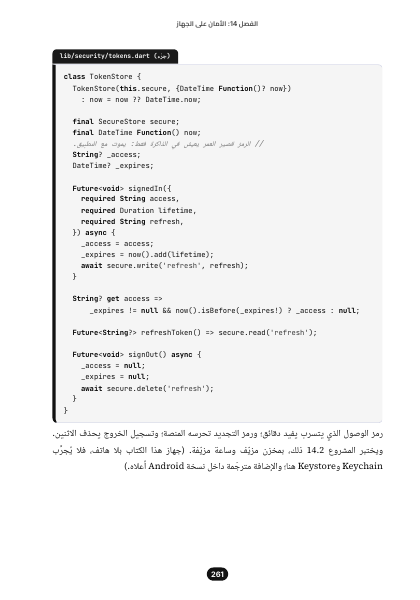 الفصل 14: الأمان على الجهاز
lib/security/tokens.dart (جزء)
class TokenStore {
  TokenStore(this.secure, {DateTime Function()? now})
    : now = now ?? DateTime.now;

  final SecureStore secure;
  final DateTime Function() now;
  // الرمز قصير العمر يعيش في الذاكرة فقط: يموت مع التطبيق.
  String? _access;
  DateTime? _expires;

  Future<void> signedIn({
    required String access,
    required Duration lifetime,
    required String refresh,
  }) async {
    _access = access;
    _expires = now().add(lifetime);
    await secure.write('refresh', refresh);
  }

  String? get access =>
      _expires != null && now().isBefore(_expires!) ? _access : null;

  Future<String?> refreshToken() => secure.read('refresh');

  Future<void> signOut() async {
    _access = null;
    _expires = null;
    await secure.delete('refresh');
  }
}
رمز الوصول الذي يتسرب يفيد دقائق؛ ورمز التجديد تحرسه المنصة؛ وتسجيل الخروج يحذف الاثنين.
ويختبر المشروع 14.2 ذلك، بمخزن مزيّف وساعة مزيّفة. (جهاز هذا الكتاب بلا هاتف، فلا يُجرَّب
Keychain وKeystore هنا؛ والإضافة مترجَمة داخل نسخة Android أعلاه.)
261